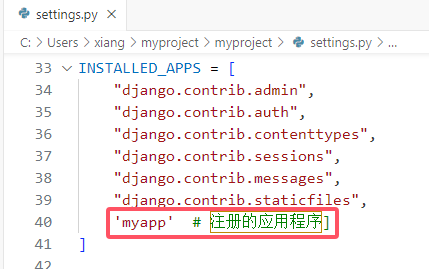 settings.py
C: > Users > xiang > myproject > myproject > settings.py > ...
33 INSTALLED_APPS = [
34 "django.contrib.admin",
35 "django.contrib.auth",
36 "django.contrib.contenttypes",
37 "django.contrib.sessions",
38 "django.contrib.messages",
39 "django.contrib.staticfiles",
40 'myapp' # 注册的应用程序]
41 ]
42